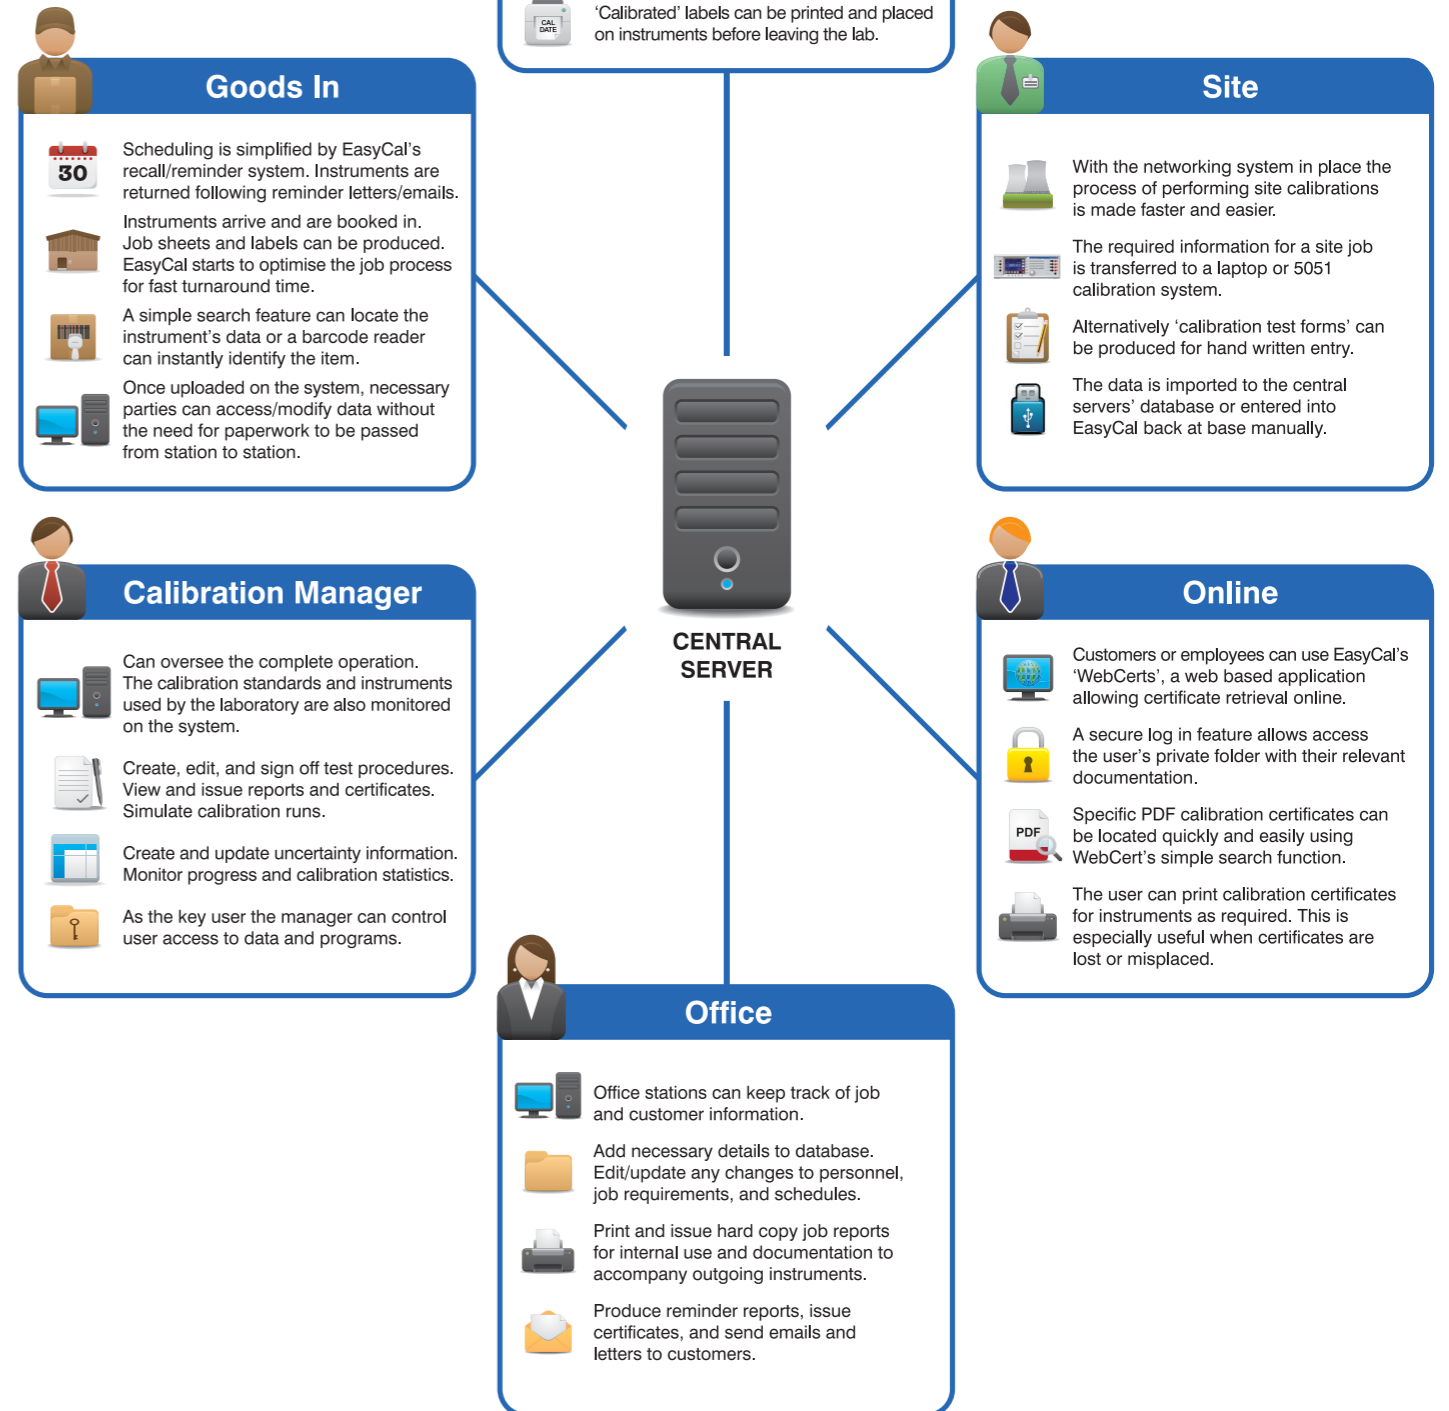 'Calibrated' labels can be printed and placed
on instruments before leaving the lab.
CAL
DATE
Goods In
30
Scheduling is simplified by EasyCal's
recall/reminder system. Instruments are
returned following reminder letters/emails.
Instruments arrive and are booked in.
Job sheets and labels can be produced.
EasyCal starts to optimise the job process
for fast turnaround time.
A simple search feature can locate the
instrument's data or a barcode reader
can instantly identify the item.
Once uploaded on the system, necessary
parties can access/modify data without
the need for paperwork to be passed
from station to station.
Site
With the networking system in place the
process of performing site calibrations
is made faster and easier.
The required information for a site job
is transferred to a laptop or 5051
calibration system.
Alternatively 'calibration test forms' can
be produced for hand written entry.
The data is imported to the central
servers' database or entered into
EasyCal back at base manually.
CENTRAL
SERVER
Calibration Manager
Can oversee the complete operation.
The calibration standards and instruments
used by the laboratory are also monitored
on the system.
Create, edit, and sign off test procedures.
View and issue reports and certificates.
Simulate calibration runs.
Create and update uncertainty information.
Monitor progress and calibration statistics.
As the key user the manager can control
user access to data and programs.
Online
Customers or employees can use EasyCal's
'WebCerts', a web based application
allowing certificate retrieval online.
A secure log in feature allows access
the user's private folder with their relevant
documentation.
PDF
Specific PDF calibration certificates can
be located quickly and easily using
WebCert's simple search function.
The user can print calibration certificates
for instruments as required. This is
especially useful when certificates are
lost or misplaced.
Office
Office stations can keep track of job
and customer information.
Add necessary details to database.
Edit/update any changes to personnel,
job requirements, and schedules.
Print and issue hard copy job reports
for internal use and documentation to
accompany outgoing instruments.
Produce reminder reports, issue
certificates, and send emails and
letters to customers.